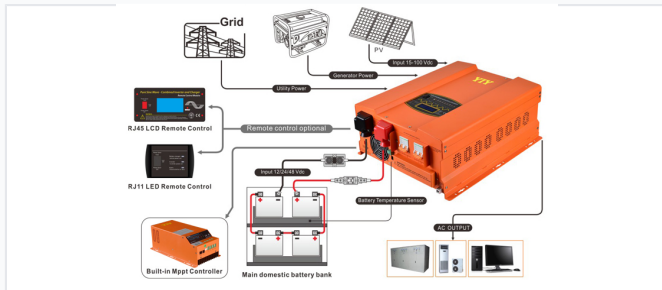 Grid
PV
Input 15-100 Vdc
Generator Power
Utility Power
YIY
RJ45 LCD Remote Control
Remote control optional
RJ11 LED Remote Control
Input 12/24/48 Vdc
Battery Temperature Sensor
AC OUTPUT
Built-in Mppt Controller
Main domestic battery bank